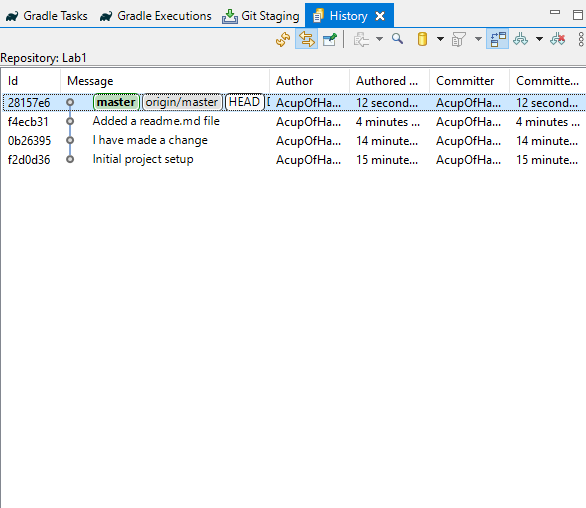 Gradle Tasks Gradle Executions Git Staging History
Repository: Lab1
Id Message Author Authored ... Committer Committe...
28157e6 master origin/master HEAD AcupOfHa... 12 second... AcupOfHa... 12 second...
f4ecb31 Added a readme.md file AcupOfHa... 4 minutes ... AcupOfHa... 4 minutes ...
0b26395 I have made a change AcupOfHa... 14 minute... AcupOfHa... 14 minute...
f2d0d36 Initial project setup AcupOfHa... 15 minute... AcupOfHa... 15 minute...